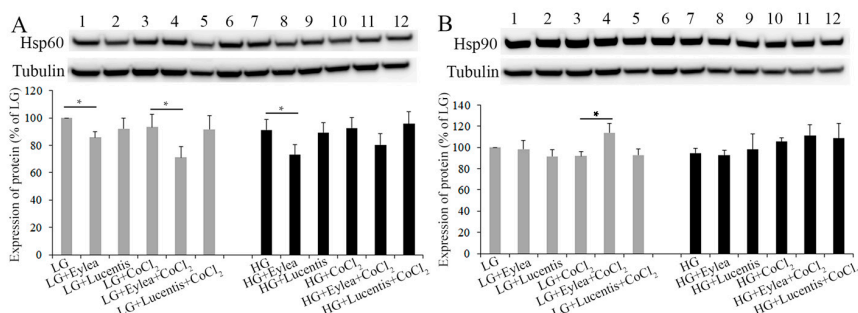 A
1 2 3 4 5 6 7 8 9 10 11 12
Hsp60
Tubulin
Expression of protein (% of LG)
120
100
80
60
40
20
0
* * *
LG
LG+Eylea
LG+Lucentis
LG+CoCl2
LG+Eylea+CoCl2
LG+Lucentis+CoCl2
HG
HG+Eylea
HG+Lucentis
HG+CoCl2
HG+Eylea+CoCl2
HG+Lucentis+CoCl2
B
1 2 3 4 5 6 7 8 9 10 11 12
Hsp90
Tubulin
Expression of protein (% of LG)
140
120
100
80
60
40
20
0
*
LG
LG+Eylea
LG+Lucentis
LG+CoCl2
LG+Eylea+CoCl2
LG+Lucentis+CoCl2
HG
HG+Eylea
HG+Lucentis
HG+CoCl2
HG+Eylea+CoCl2
HG+Lucentis+CoCl2